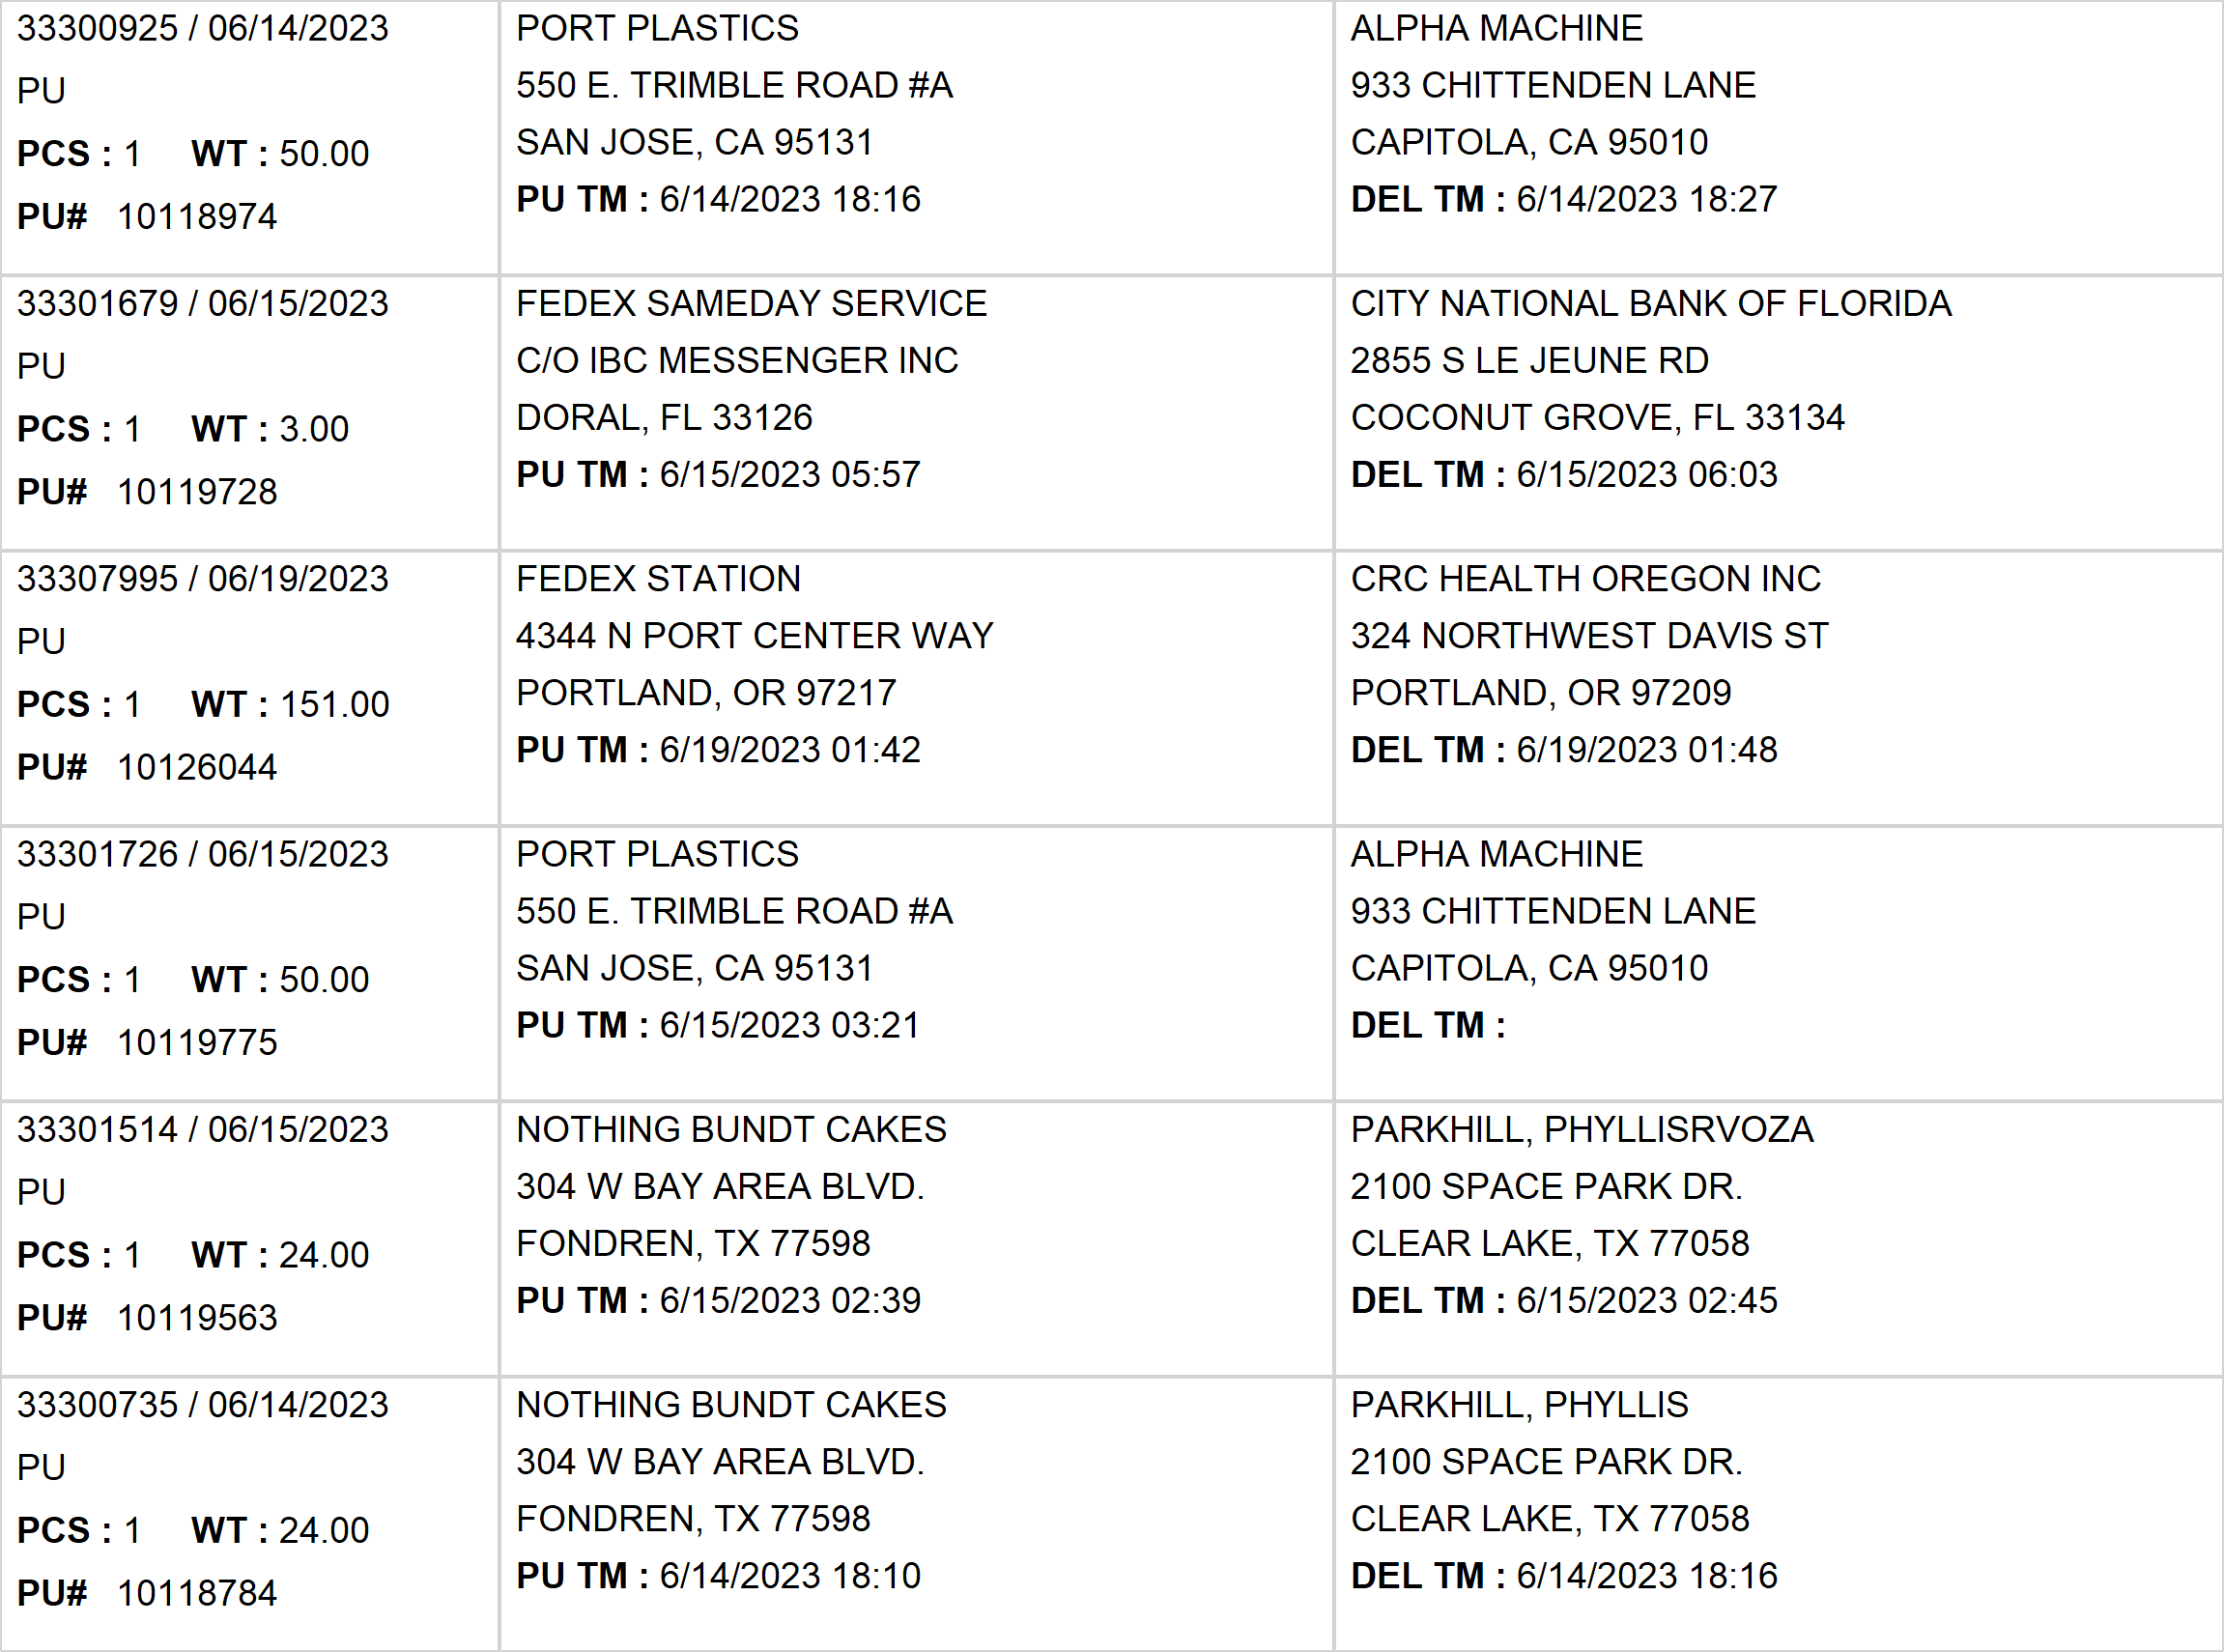 33300925 / 06/14/2023
PU
PCS : 1 WT : 50.00
PU# 10118974
PORT PLASTICS
550 E. TRIMBLE ROAD #A
SAN JOSE, CA 95131
PU TM : 6/14/2023 18:16
ALPHA MACHINE
933 CHITTENDEN LANE
CAPITOLA, CA 95010
DEL TM : 6/14/2023 18:27
33301679 / 06/15/2023
PU
PCS : 1 WT : 3.00
PU# 10119728
FEDEX SAMEDAY SERVICE
C/O IBC MESSENGER INC
DORAL, FL 33126
PU TM : 6/15/2023 05:57
CITY NATIONAL BANK OF FLORIDA
2855 S LE JEUNE RD
COCONUT GROVE, FL 33134
DEL TM : 6/15/2023 06:03
33307995 / 06/19/2023
PU
PCS : 1 WT : 151.00
PU# 10126044
FEDEX STATION
4344 N PORT CENTER WAY
PORTLAND, OR 97217
PU TM : 6/19/2023 01:42
CRC HEALTH OREGON INC
324 NORTHWEST DAVIS ST
PORTLAND, OR 97209
DEL TM : 6/19/2023 01:48
33301726 / 06/15/2023
PU
PCS : 1 WT : 50.00
PU# 10119775
PORT PLASTICS
550 E. TRIMBLE ROAD #A
SAN JOSE, CA 95131
PU TM : 6/15/2023 03:21
ALPHA MACHINE
933 CHITTENDEN LANE
CAPITOLA, CA 95010
DEL TM :
33301514 / 06/15/2023
PU
PCS : 1 WT : 24.00
PU# 10119563
NOTHING BUNDT CAKES
304 W BAY AREA BLVD.
FONDREN, TX 77598
PU TM : 6/15/2023 02:39
PARKHILL, PHYLLISRVOZA
2100 SPACE PARK DR.
CLEAR LAKE, TX 77058
DEL TM : 6/15/2023 02:45
33300735 / 06/14/2023
PU
PCS : 1 WT : 24.00
PU# 10118784
NOTHING BUNDT CAKES
304 W BAY AREA BLVD.
FONDREN, TX 77598
PU TM : 6/14/2023 18:10
PARKHILL, PHYLLIS
2100 SPACE PARK DR.
CLEAR LAKE, TX 77058
DEL TM : 6/14/2023 18:16